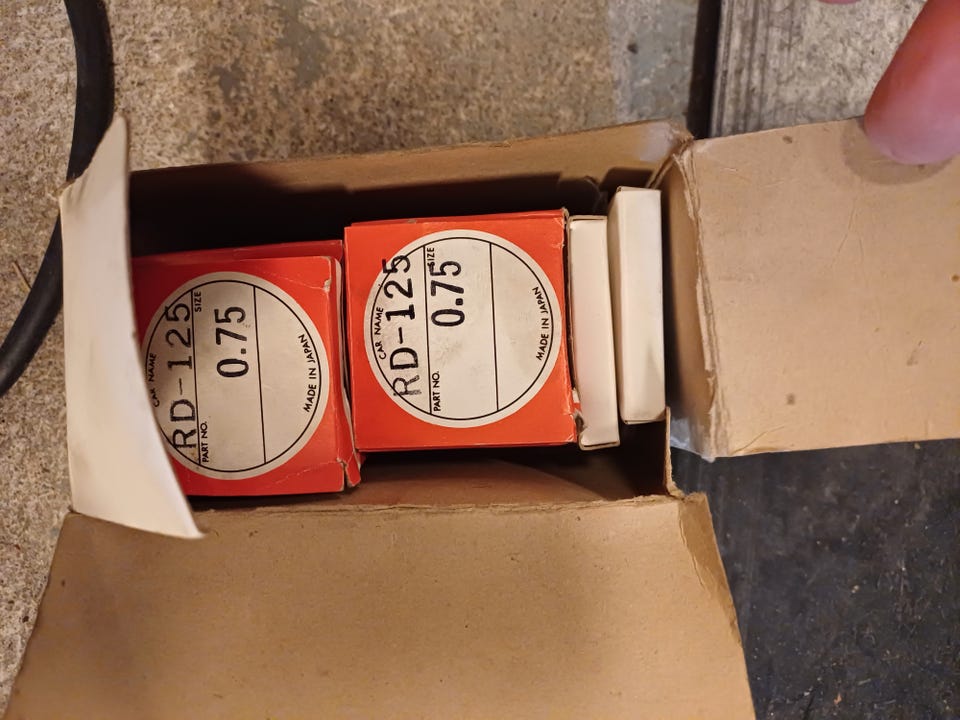 CAR NAME
RD-125
PART NO.
SIZE
0.75
MADE IN JAPAN
CAR NAME
RD-125
PART NO.
SIZE
0.75
MADE IN JAPAN